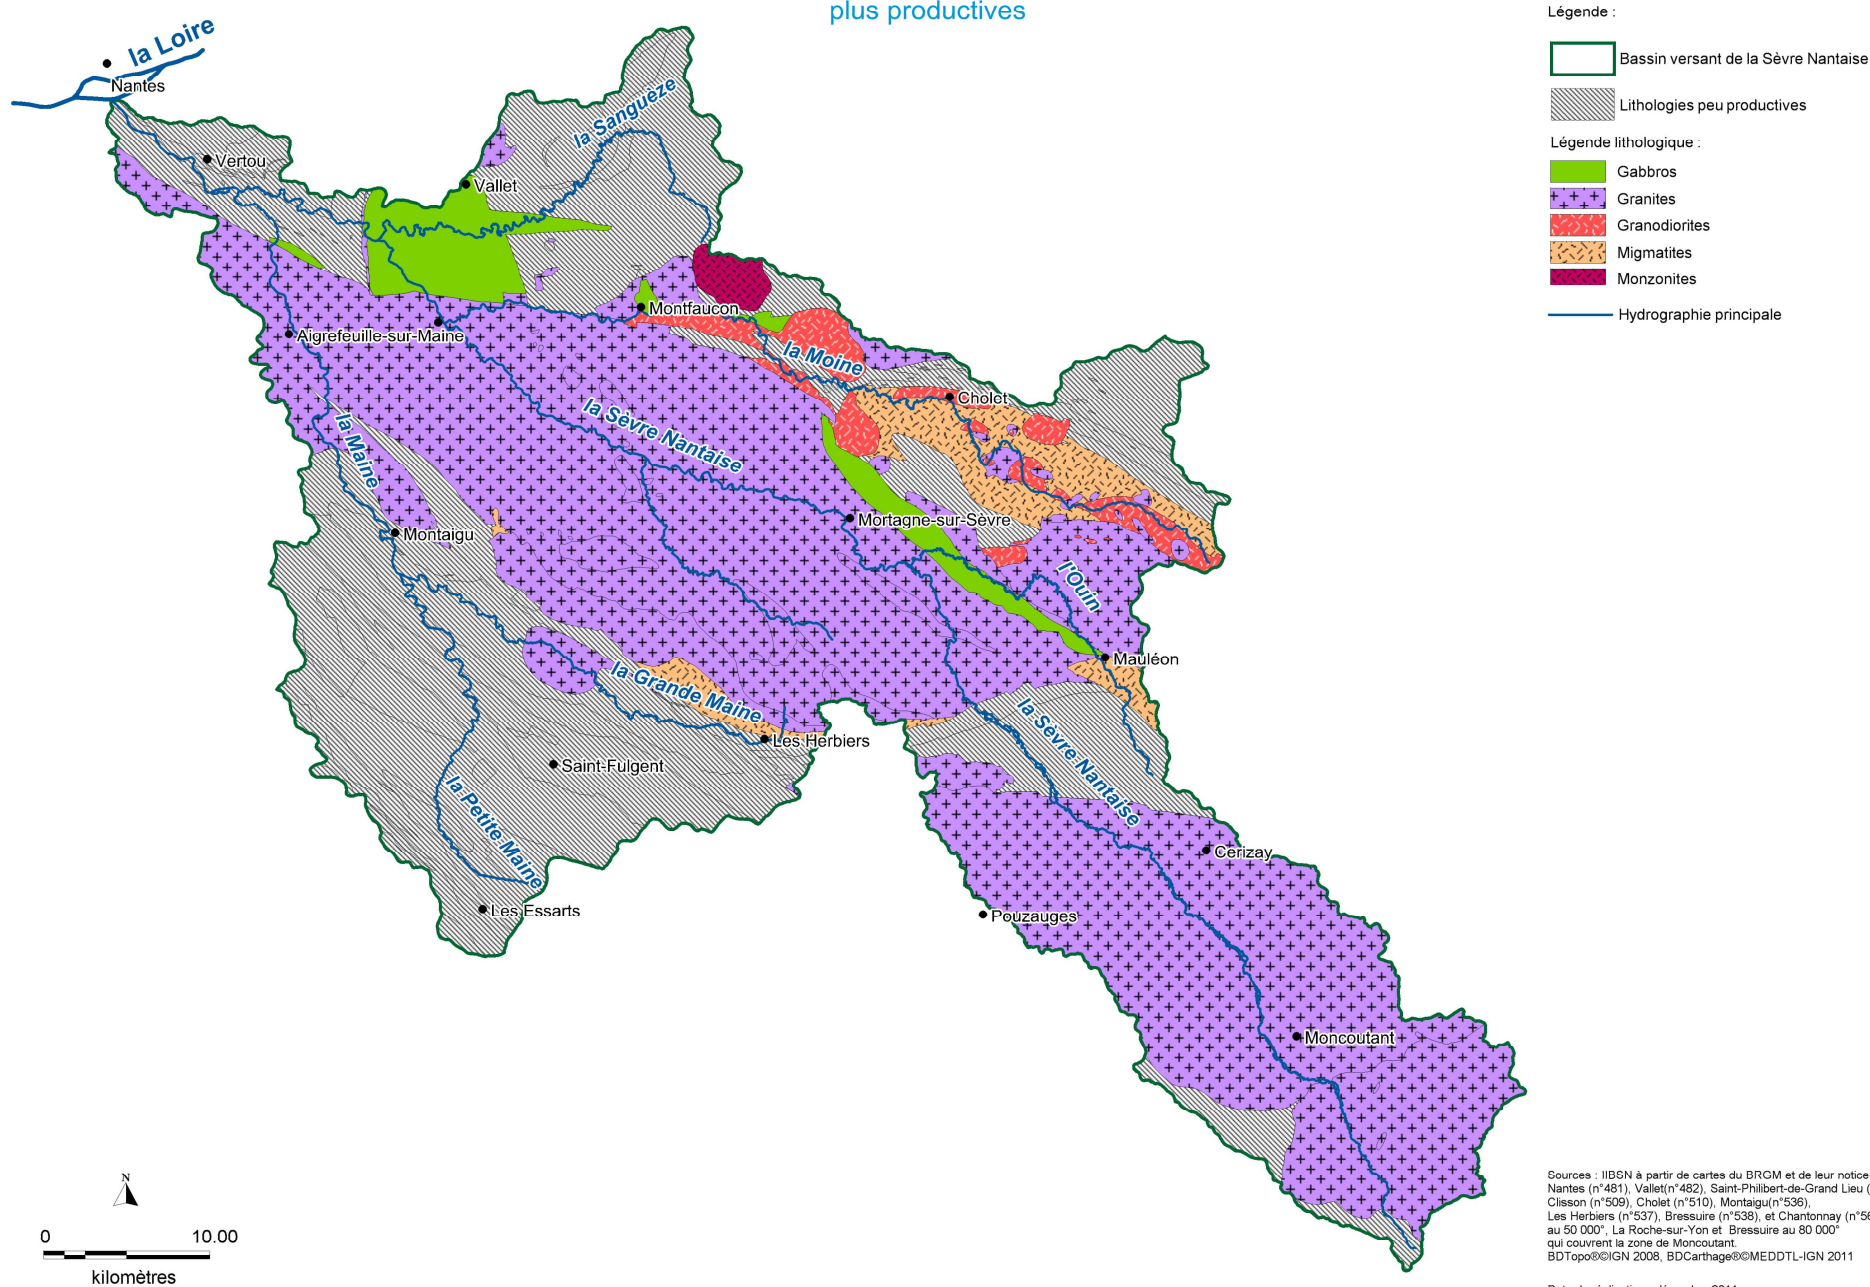 plus productives
la Loire
Nantes
Vertou
Vallet
la Sanguèze
Montfaucon
Aigrefeuille-sur-Maine
la Moine
Cholet
la Sèvre Nantaise
la Maine
Mortagne-sur-Sèvre
Montaigu
l'Ouin
Mauléon
la Grande Maine
Les Herbiers
la Sèvre Nantaise
Saint-Fulgent
la Petite Maine
Cerizay
Les Essarts
Pouzauges
Moncoutant
N
0 10.00
kilomètres
Légende :
Bassin versant de la Sèvre Nantaise
Lithologies peu productives
Légende lithologique :
Gabbros
Granites
Granodiorites
Migmatites
Monzonites
Hydrographie principale
Sources : IIBSN à partir de cartes du BRGM et de leur notice
Nantes (n°481), Vallet(n°482), Saint-Philibert-de-Grand Lieu (
Clisson (n°509), Cholet (n°510), Montaigu(n°536),
Les Herbiers (n°537), Bressuire (n°538), et Chantonnay (n°56
au 50 000°, La Roche-sur-Yon et Bressuire au 80 000°
qui couvrent la zone de Moncoutant.
BDTopo®©IGN 2008, BDCarthage®©MEDDTL-IGN 2011